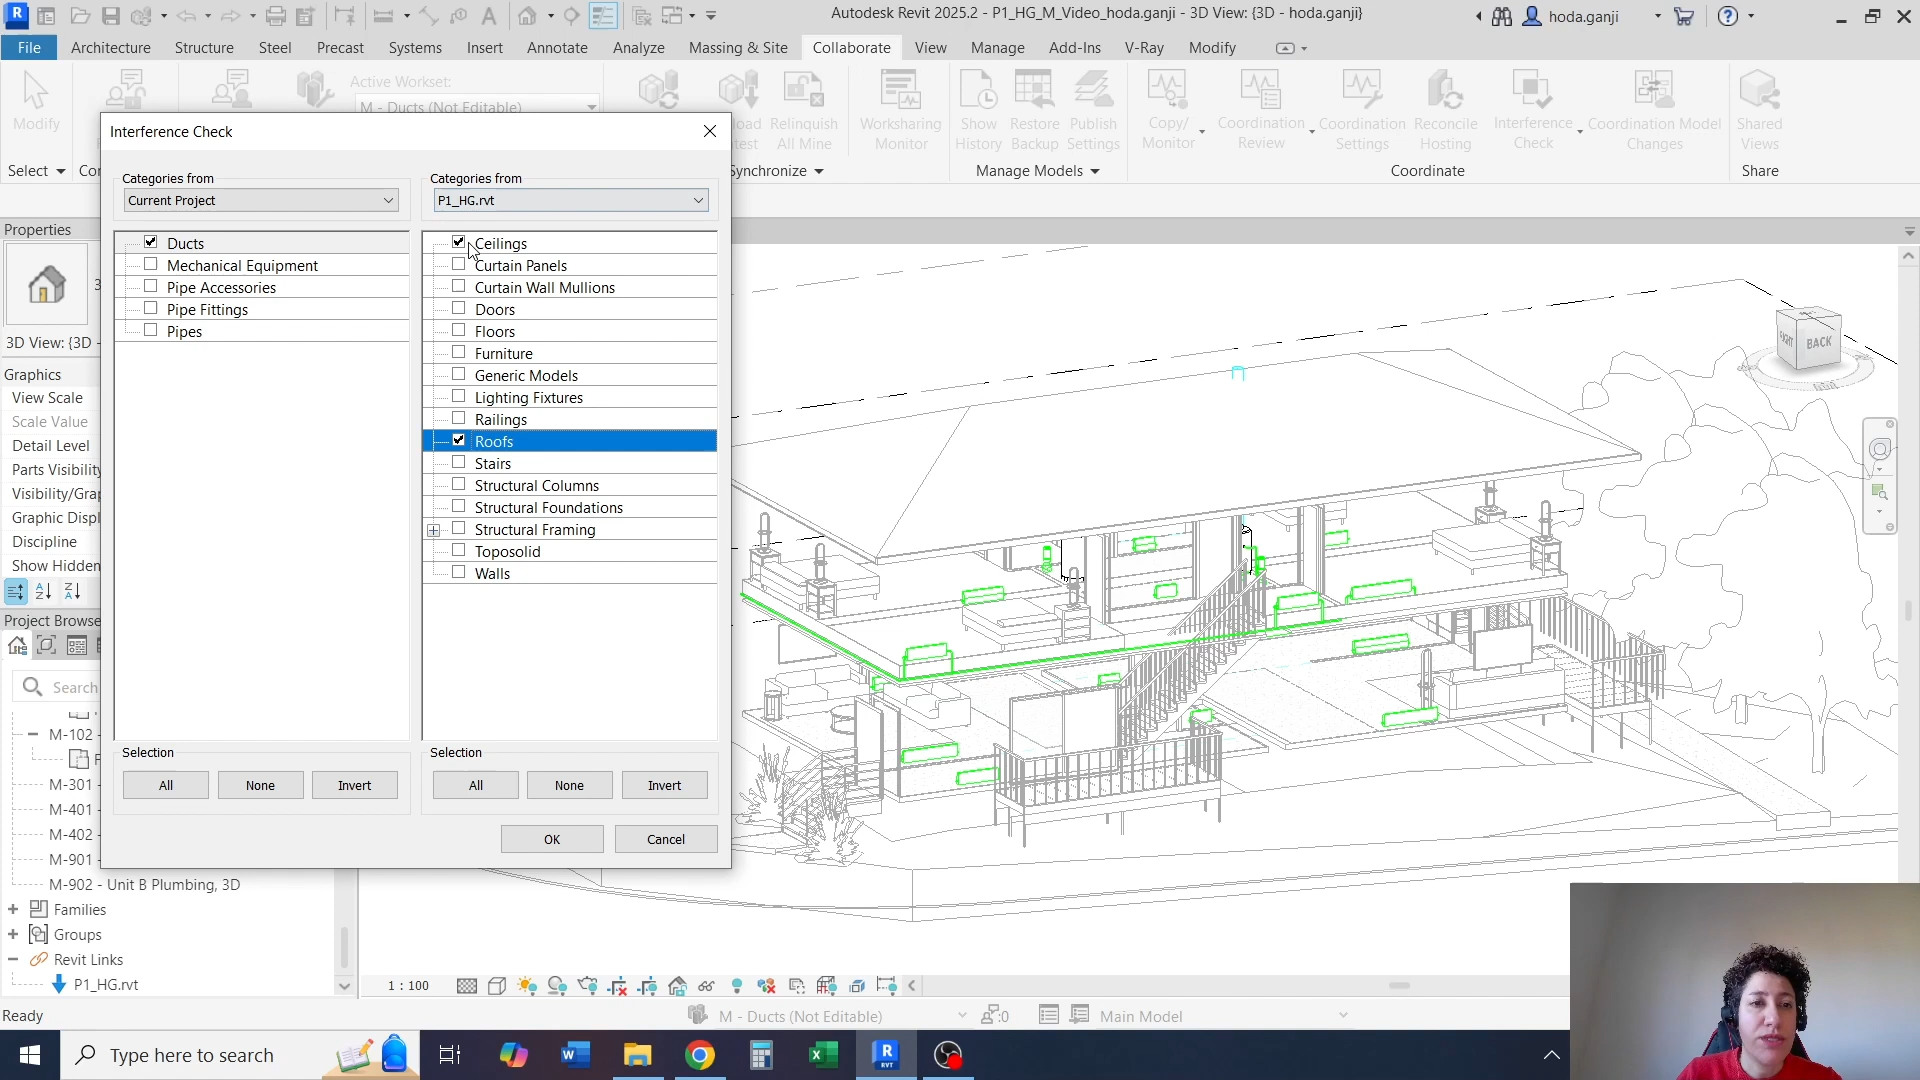 Autodesk Revit 2025.2 - P1_HG_M_Video_hoda.ganji - 3D View: {3D - hoda.ganji}
hoda.ganji
File Architecture Structure Steel Precast Systems Insert Annotate Analyze Massing & Site Collaborate View Manage Add-Ins V-Ray Modify
Active Workset:
M - Ducts (Not Editable)
Modify
Relinquish All Mine
Worksharing Monitor
Show History
Restore Backup
Publish Settings
Copy/ Monitor
Coordination Review
Coordination Settings
Reconcile Hosting
Interference Check
Coordination Model Changes
Shared Views
Select
Synchronize
Manage Models
Coordinate
Share
Interference Check
Categories from
Current Project
Ducts
Mechanical Equipment
Pipe Accessories
Pipe Fittings
Pipes
Selection
All None Invert
Categories from
P1_HG.rvt
Ceilings
Curtain Panels
Curtain Wall Mullions
Doors
Floors
Furniture
Generic Models
Lighting Fixtures
Railings
Roofs
Stairs
Structural Columns
Structural Foundations
Structural Framing
Toposolid
Walls
Selection
All None Invert
OK Cancel
Properties
3D View: {3D -
Graphics
View Scale
Scale Value
Detail Level
Parts Visibility
Visibility/Grap
Graphic Displ
Discipline
Show Hidden
Project Browse
Search
M-102
M-301
M-401
M-402
M-901
M-902 - Unit B Plumbing, 3D
Families
Groups
Revit Links
P1_HG.rvt
BACK
1 : 100
Ready
M - Ducts (Not Editable)
:0
Main Model
Type here to search